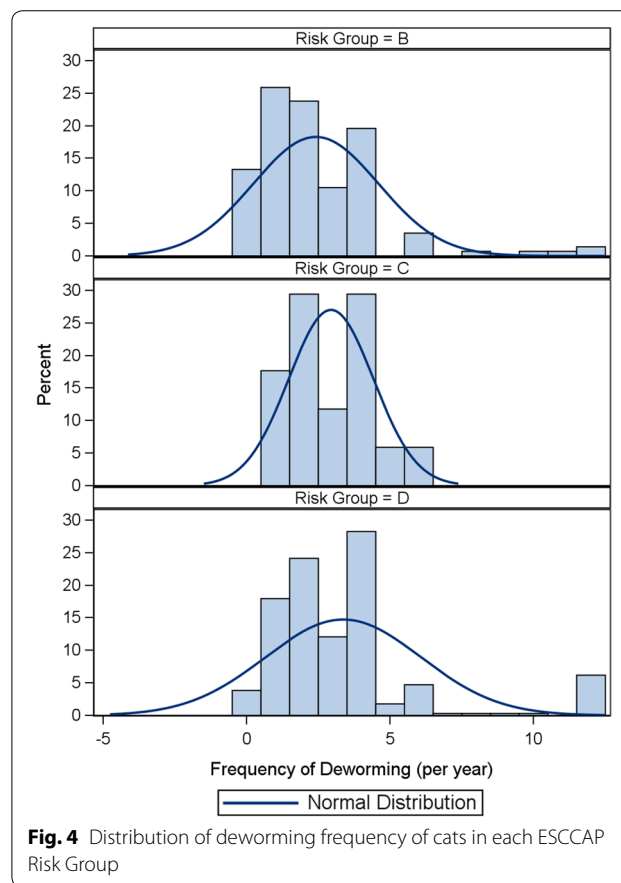 Risk Group = B
30
25
20
15
10
5
0
Risk Group = C
30
25
20
15
10
5
0
Percent
Risk Group = D
30
25
20
15
10
5
0
-5 0 5 10
Frequency of Deworming (per year)
Normal Distribution
Fig. 4 Distribution of deworming frequency of cats in each ESCCAP
Risk Group